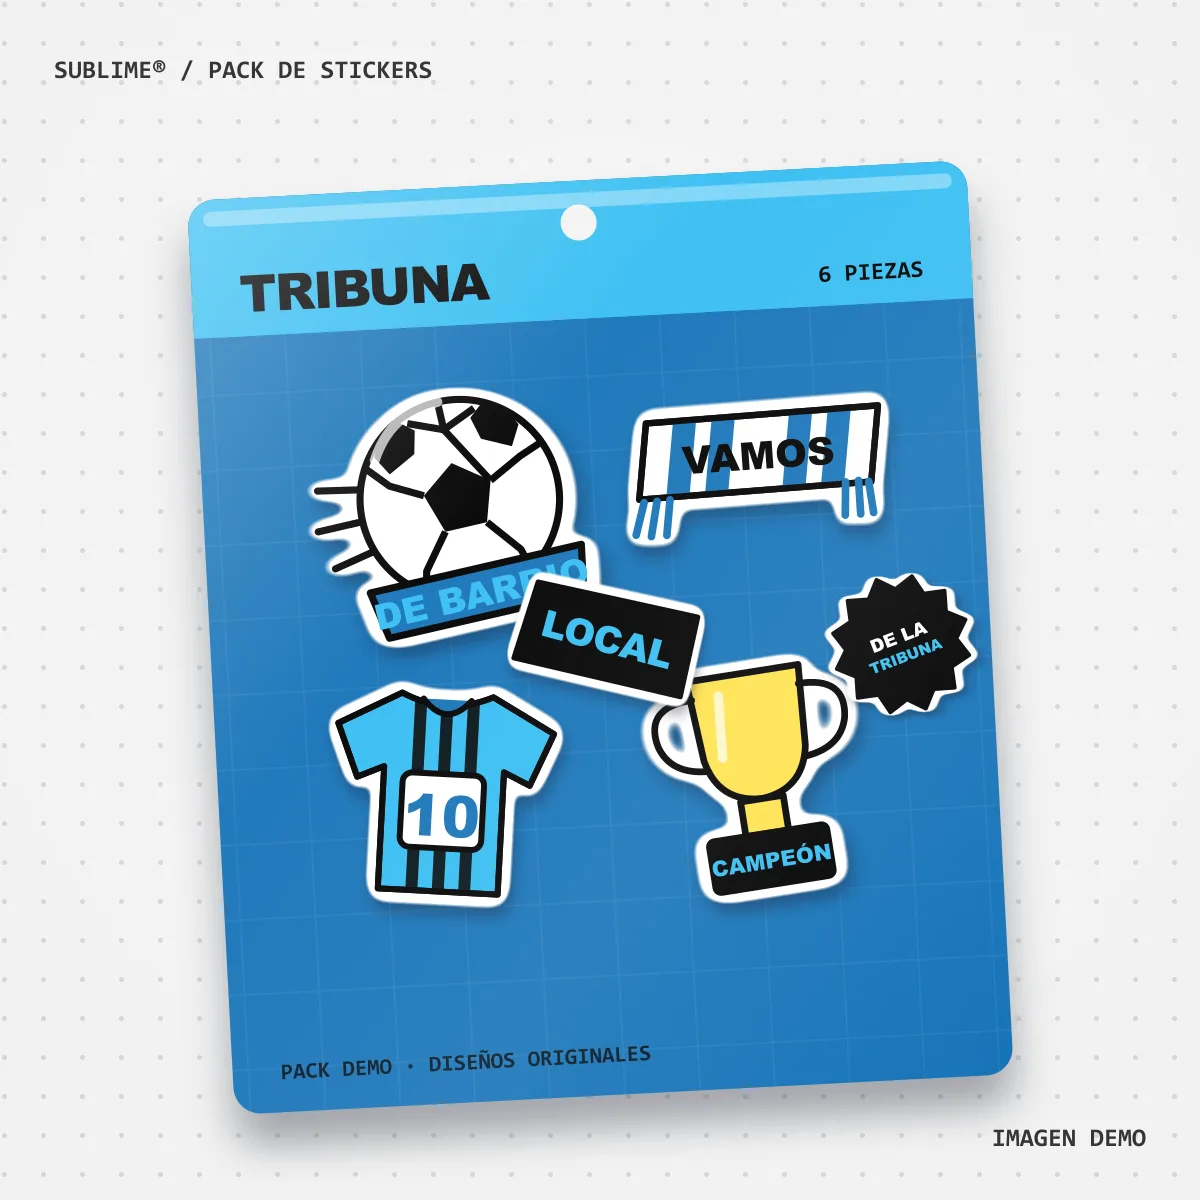 SUBLIME® / PACK DE STICKERS
TRIBUNA
6 PIEZAS
VAMOS
DE BARRIO
LOCAL
DE LA
TRIBUNA
10
CAMPEÓN
PACK DEMO · DISEÑOS ORIGINALES
IMAGEN DEMO